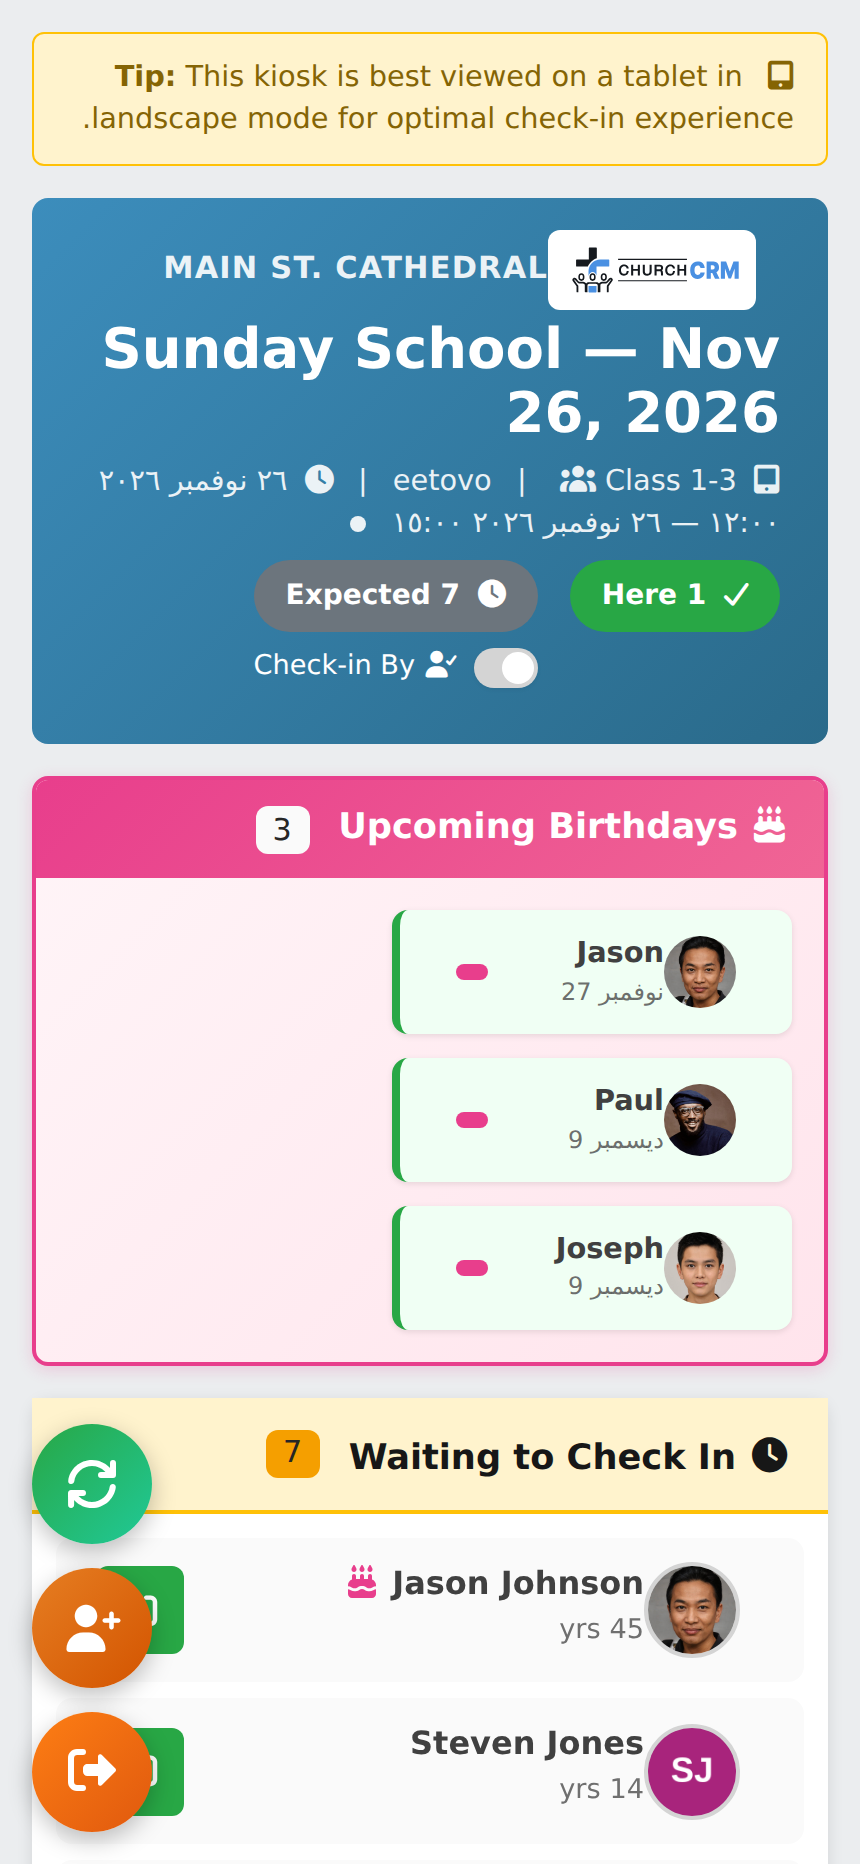 Tip: This kiosk is best viewed on a tablet in
landscape mode for optimal check-in experience.
CHURCHCRM
MAIN ST. CATHEDRAL
Sunday School — Nov
26, 2026
Class 1-3 | eetovo | ٢٦ نوفمبر ٢٠٢٦
١٢:٠٠ — ٢٦ نوفمبر ٢٠٢٦ ١٥:٠٠
Here 1
Expected 7
Check-in By
Upcoming Birthdays 3
Jason
27 نوفمبر
Paul
9 ديسمبر
Joseph
9 ديسمبر
Waiting to Check In 7
Jason Johnson
yrs 45
SJ
Steven Jones
yrs 14